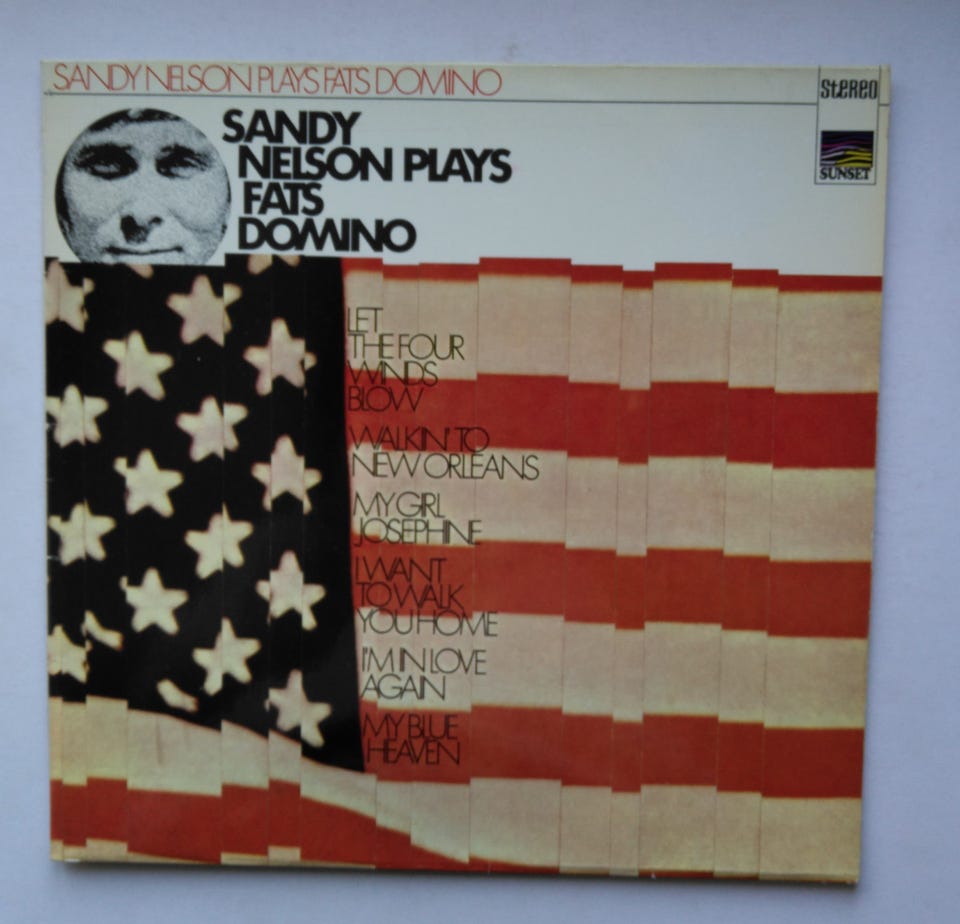 SANDY NELSON PLAYS FATS DOMINO
STEREO
SUNSET
SANDY
NELSON PLAYS
FATS
DOMINO
LET
THE FOUR
WINDS
BLOW
WALKIN' TO
NEW ORLEANS
MY GIRL
JOSEPHINE
I WANT
TO WALK
YOU HOME
I'M IN LOVE
AGAIN
MY BLUE
HEAVEN